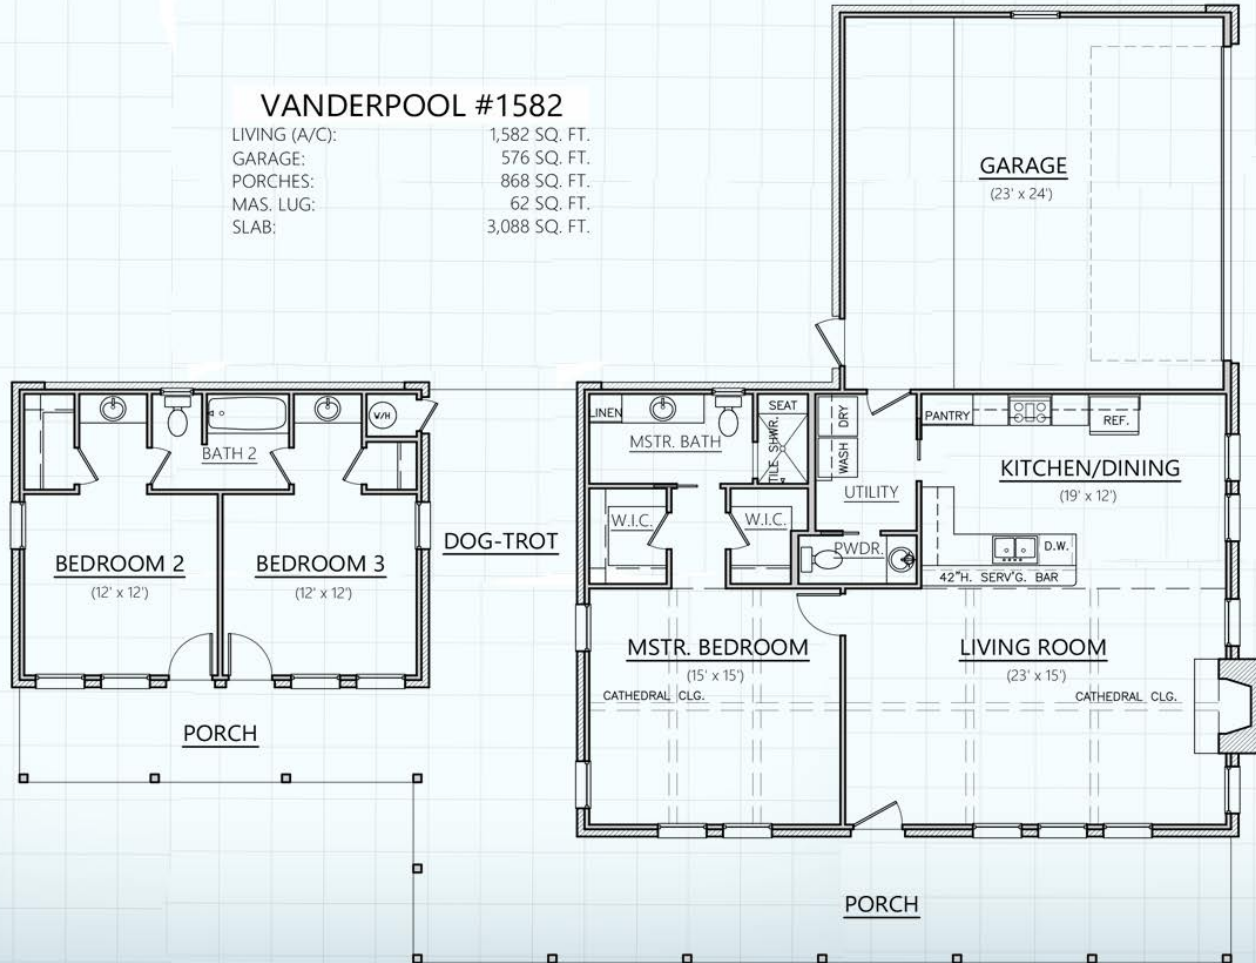 VANDERPOOL #1582
LIVING (A/C): 1,582 SQ. FT.
GARAGE: 576 SQ. FT.
PORCHES: 868 SQ. FT.
MAS. LUG: 62 SQ. FT.
SLAB: 3,088 SQ. FT.
GARAGE
(23' x 24')
W/H
BATH 2
BEDROOM 2
(12' x 12')
BEDROOM 3
(12' x 12')
PORCH
DOG-TROT
LINEN
MSTR. BATH
SEAT
TILE SHWR.
DRY
WASH
UTILITY
PANTRY
REF.
KITCHEN/DINING
(19' x 12')
W.I.C.
W.I.C.
PWDR.
D.W.
42"H. SERV'G. BAR
MSTR. BEDROOM
(15' x 15')
CATHEDRAL CLG.
LIVING ROOM
(23' x 15')
CATHEDRAL CLG.
PORCH